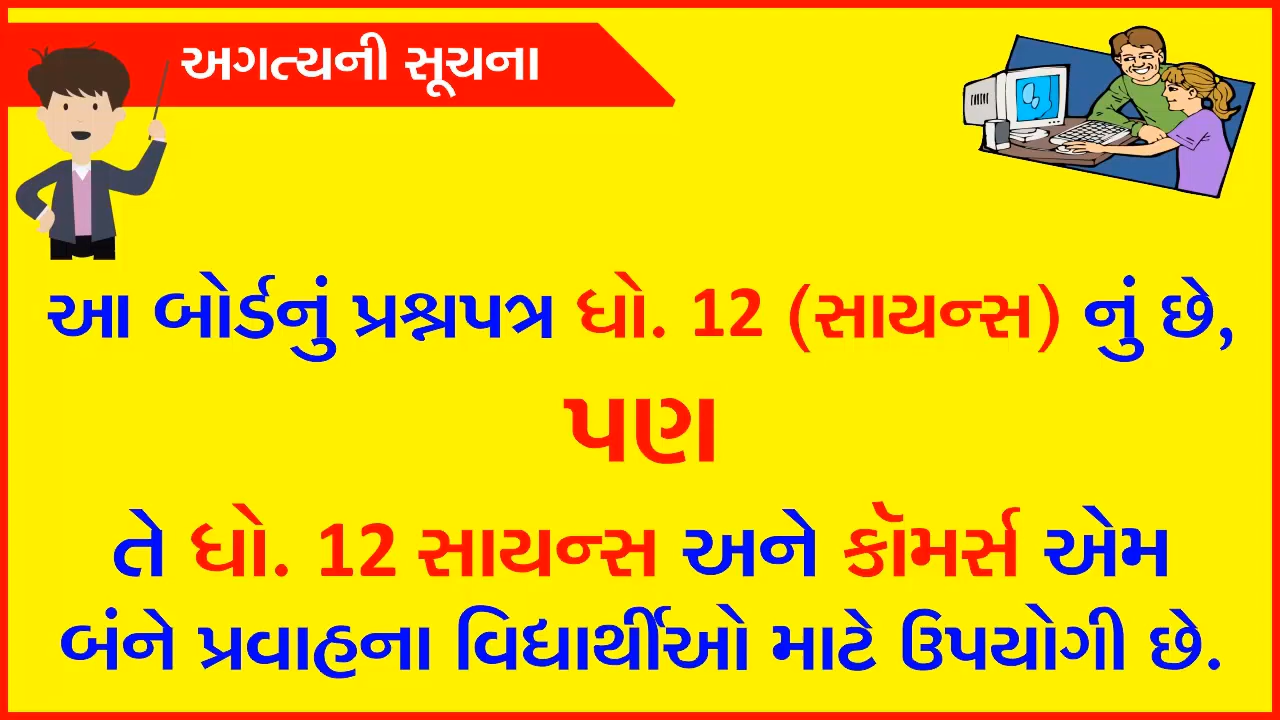 અગત્યની સૂચના
આ બોર્ડનું પ્રશ્નપત્ર ધો. 12 (સાયન્સ) નું છે,
પણ
તે ધો. 12 સાયન્સ અને કૉમર્સ એમ
બંને પ્રવાહના વિદ્યાર્થીઓ માટે ઉપયોગી છે.